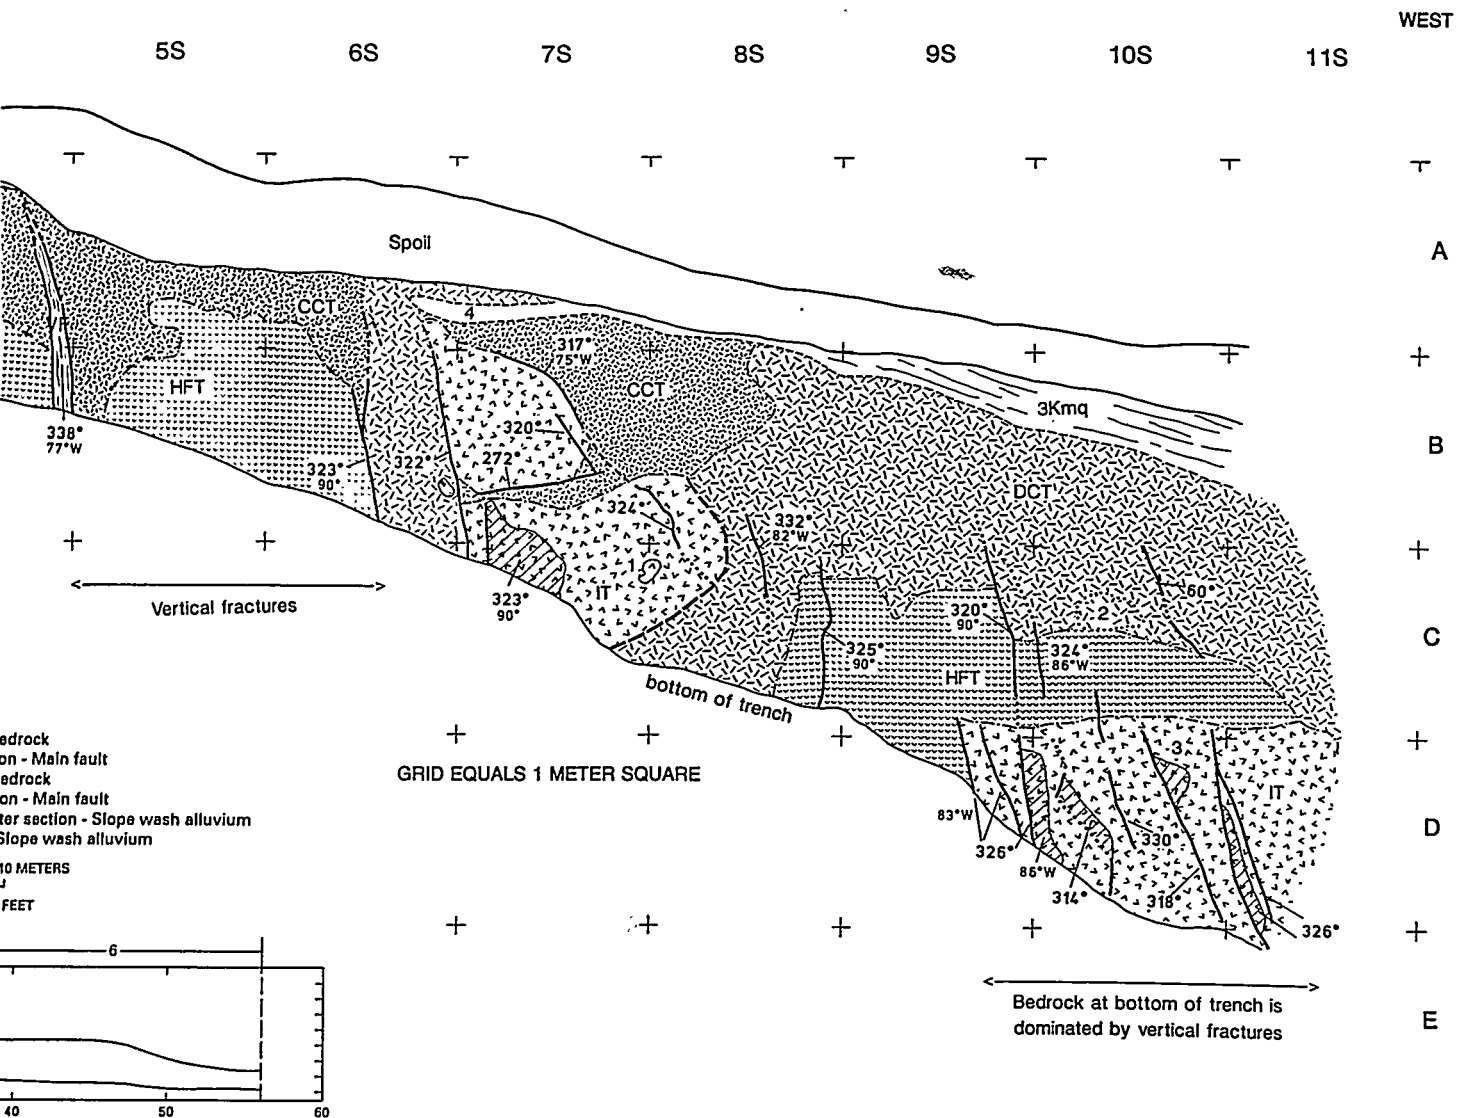 WEST
5S 6S 7S 8S 9S 10S 11S
A
Spoil
CCT
4
VF
317°
75°W
HFT
CCT
3Kmq
B
338°
77°W
320°
323°
90°
322°
272°
DCT
324°
332°
82°W
1
60°
Vertical fractures
323°
90°
IT
320°
90°
2
C
325°
90°
324°
86°W
HFT
bottom of trench
edrock
on - Main fault
edrock
on - Main fault
ter section - Slope wash alluvium
Slope wash alluvium
GRID EQUALS 1 METER SQUARE
3
IT
83°W
D
326°
330°
86°W
314°
318°
326°
10 METERS
FEET
6
Bedrock at bottom of trench is
dominated by vertical fractures
E
40 50 60